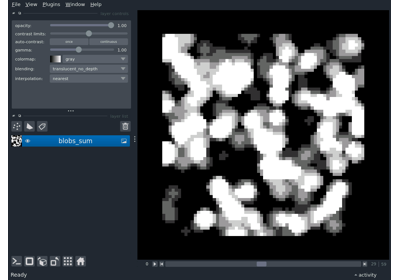 File View Plugins Window Help
opacity: 1.00
contrast limits:
auto-contrast: once continuous
gamma: 1.00
colormap: gray
blending: translucent_no_depth
interpolation: nearest
blobs_sum
Ready
activity